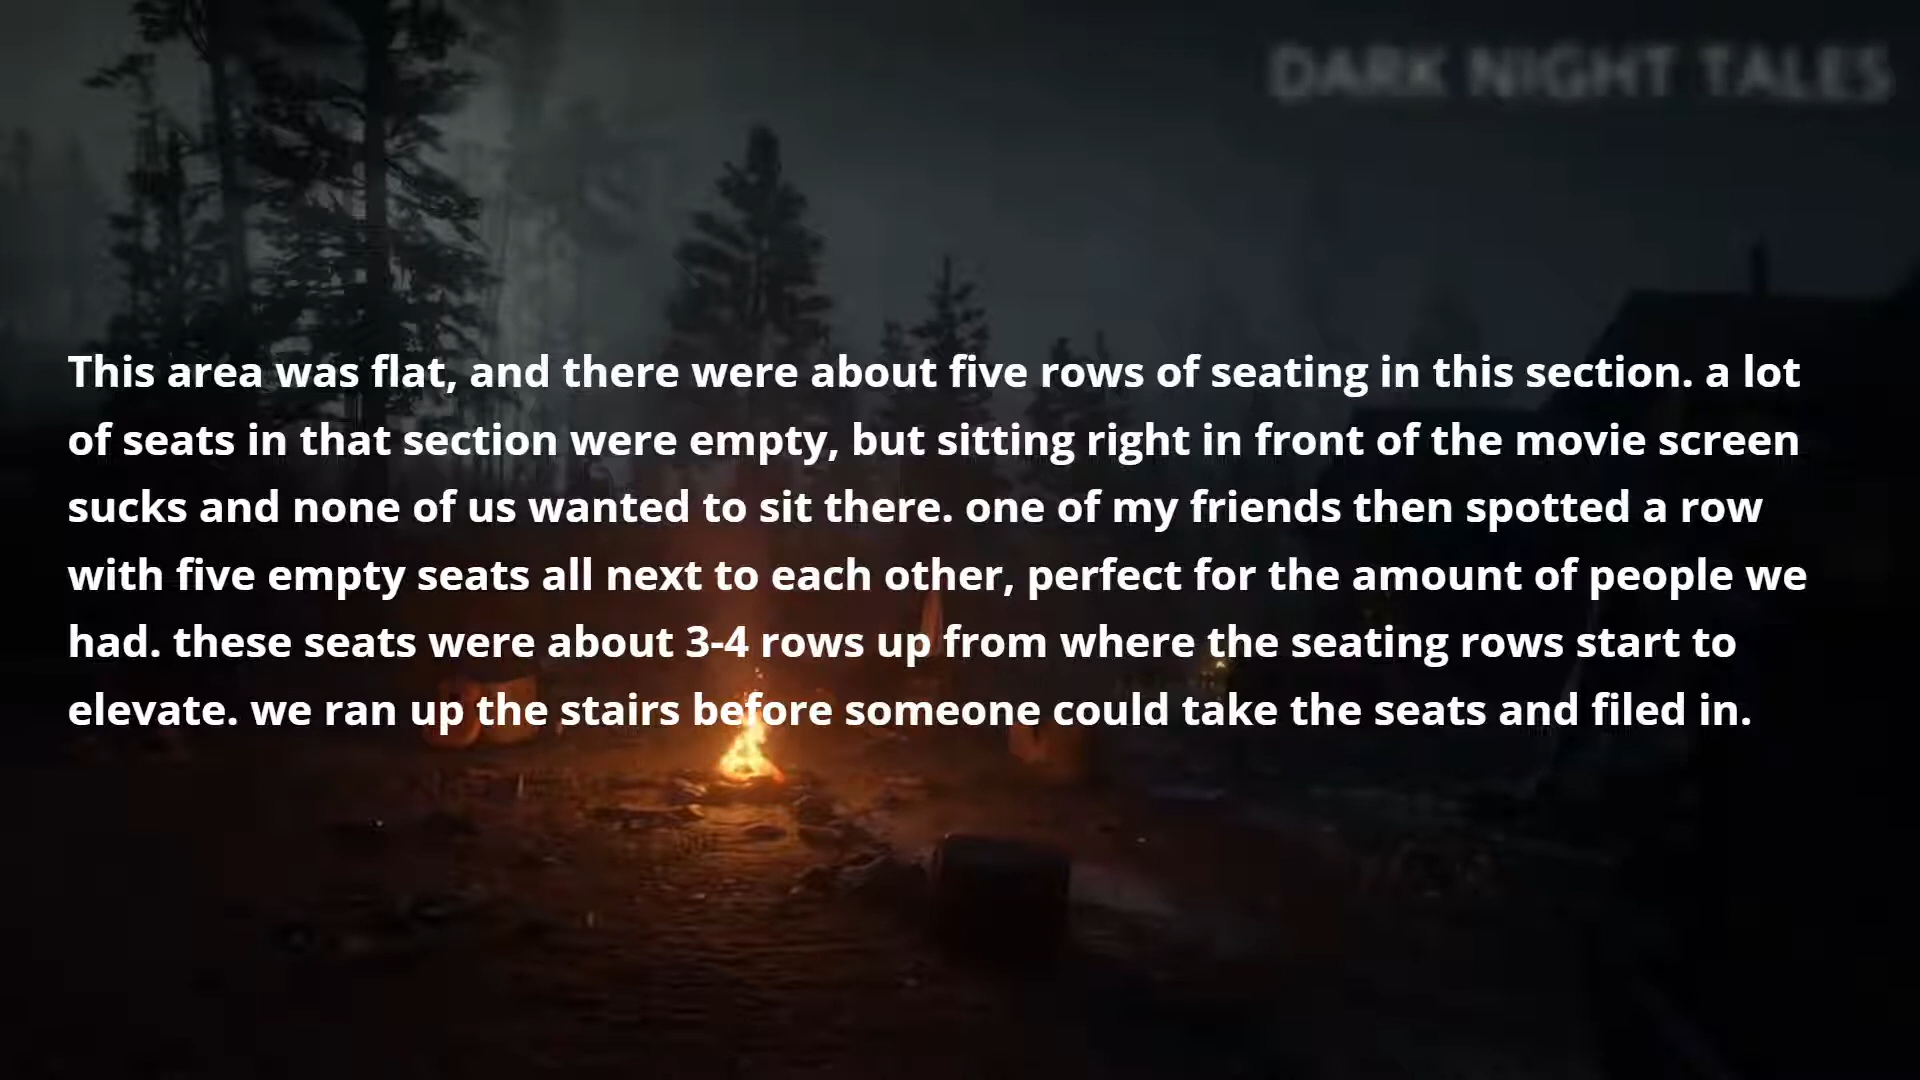 DARK NIGHT TALES
This area was flat, and there were about five rows of seating in this section. a lot
of seats in that section were empty, but sitting right in front of the movie screen
sucks and none of us wanted to sit there. one of my friends then spotted a row
with five empty seats all next to each other, perfect for the amount of people we
had. these seats were about 3-4 rows up from where the seating rows start to
elevate. we ran up the stairs before someone could take the seats and filed in.